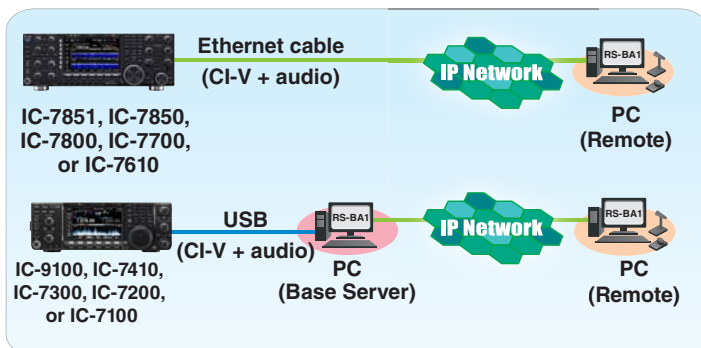 Ethernet cable
(CI-V + audio)
IP Network
RS-BA1
PC
(Remote)
IC-7851, IC-7850,
IC-7800, IC-7700,
or IC-7610
USB
(CI-V + audio)
RS-BA1
PC
(Base Server)
IP Network
RS-BA1
PC
(Remote)
IC-9100, IC-7410,
IC-7300, IC-7200,
or IC-7100